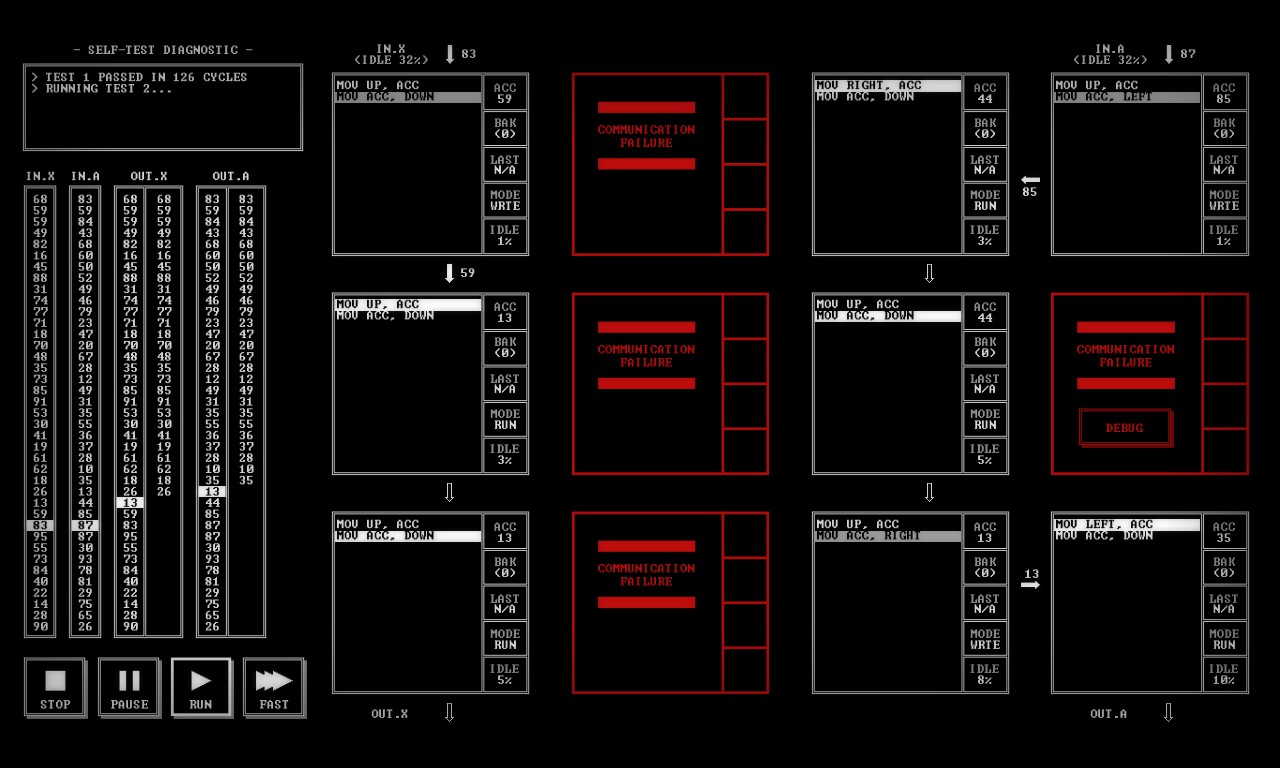 - SELF-TEST DIAGNOSTIC -
> TEST 1 PASSED IN 126 CYCLES
> RUNNING TEST 2...
IN.X IN.A OUT.X OUT.A
68 83 68 68 83 83
59 59 59 59 59 59
59 84 59 59 84 84
49 43 49 49 43 43
82 68 82 82 68 68
16 60 16 16 60 60
45 50 45 45 50 50
88 52 88 88 52 52
31 49 31 31 49 49
74 46 74 74 46 46
77 79 77 77 79 79
71 23 71 71 23 23
18 47 18 18 47 47
70 20 70 70 20 20
48 67 48 48 67 67
35 28 35 35 28 28
73 12 73 73 12 12
85 49 85 85 49 49
91 31 91 91 31 31
53 35 53 53 35 35
30 55 30 30 55 55
41 36 41 41 36 36
19 37 19 19 37 37
61 28 61 61 28 28
62 10 62 62 10 10
18 35 18 18 35 35
26 13 26 26 13
13 44 13 44
59 85 59 85
83 87 83 87
95 87 95 87
55 30 55 30
73 93 73 93
84 78 84 78
40 81 40 81
22 29 22 29
14 75 14 75
28 65 28 65
90 26 90 26
STOP PAUSE RUN FAST
IN.X
(IDLE 32%)
83
IN.A
(IDLE 32%)
87
MOV UP, ACC
MOV ACC, DOWN
ACC
59
BAK
(0)
LAST
N/A
MODE
WRTE
IDLE
1%
COMMUNICATION
FAILURE
MOV RIGHT, ACC
MOV ACC, DOWN
ACC
44
BAK
(0)
LAST
N/A
MODE
RUN
IDLE
3%
85
MOV UP, ACC
MOV ACC, LEFT
ACC
85
BAK
(0)
LAST
N/A
MODE
WRTE
IDLE
1%
59
MOV UP, ACC
MOV ACC, DOWN
ACC
13
BAK
(0)
LAST
N/A
MODE
RUN
IDLE
3%
COMMUNICATION
FAILURE
MOV UP, ACC
MOV ACC, DOWN
ACC
44
BAK
(0)
LAST
N/A
MODE
RUN
IDLE
5%
COMMUNICATION
FAILURE
DEBUG
MOV UP, ACC
MOV ACC, DOWN
ACC
13
BAK
(0)
LAST
N/A
MODE
RUN
IDLE
5%
COMMUNICATION
FAILURE
MOV UP, ACC
MOV ACC, RIGHT
ACC
13
BAK
(0)
LAST
N/A
MODE
WRTE
IDLE
8%
13
MOV LEFT, ACC
MOV ACC, DOWN
ACC
35
BAK
(0)
LAST
N/A
MODE
RUN
IDLE
10%
OUT.X
OUT.A